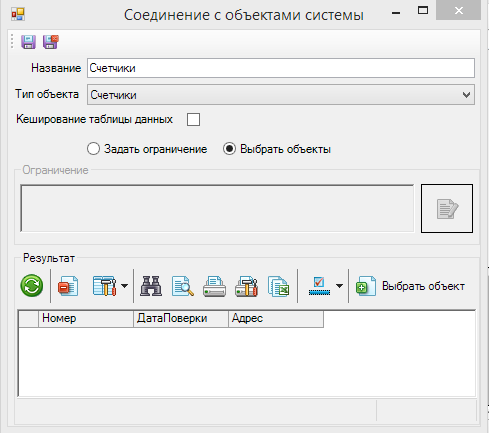 Соединение с объектами системы
Название Счетчики
Тип объекта Счетчики
Кеширование таблицы данных
Задать ограничение Выбрать объекты
Ограничение
Результат
Выбрать объект
Номер ДатаПоверки Адрес